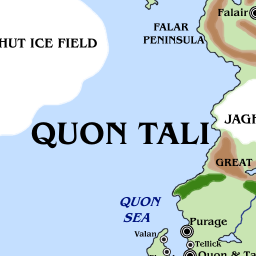 Falair
FALAR
PENINSULA
HUT ICE FIELD
JAGH
QUON TALI
GREAT
QUON
SEA
Purage
Valan
Tellick
Quon & Ta